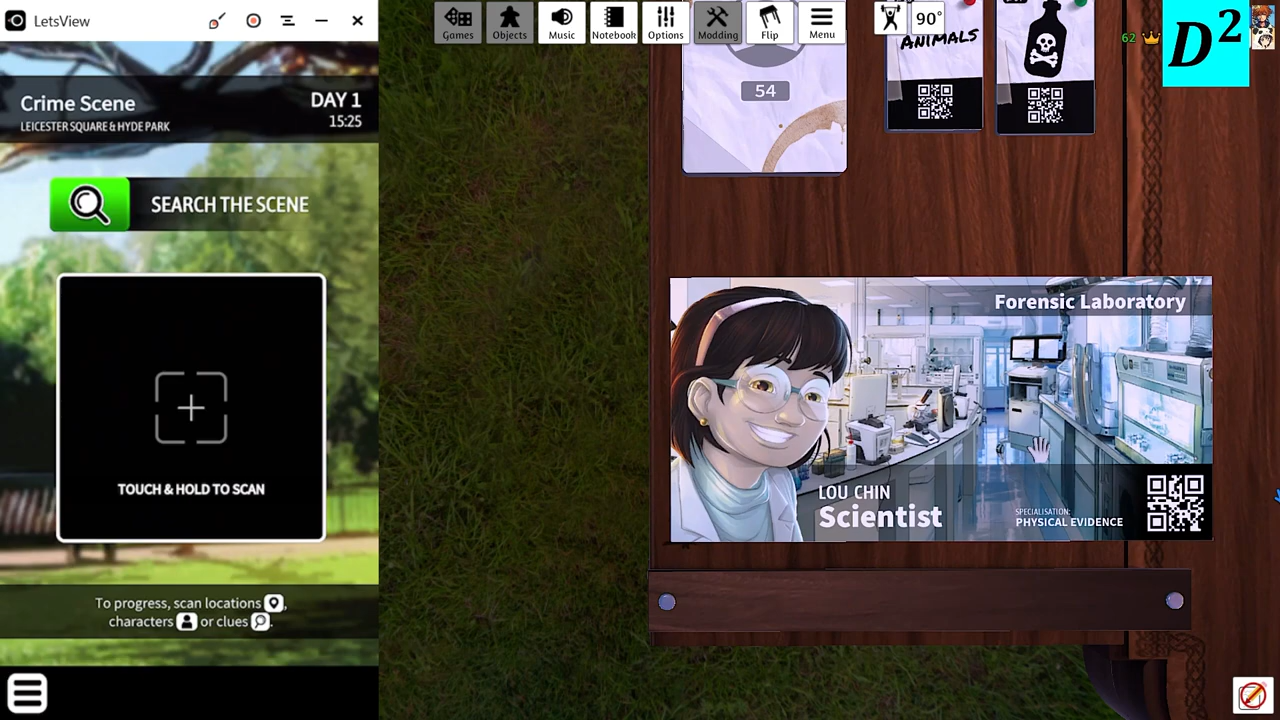 LetsView
Crime Scene
LEICESTER SQUARE & HYDE PARK
DAY 1
15:25
SEARCH THE SCENE
TOUCH & HOLD TO SCAN
To progress, scan locations ,
characters or clues .
Games
Objects
Music
Notebook
Options
Modding
Flip
Menu
90°
62
D²
54
ANIMALS
Forensic Laboratory
LOU CHIN
Scientist
SPECIALISATION:
PHYSICAL EVIDENCE